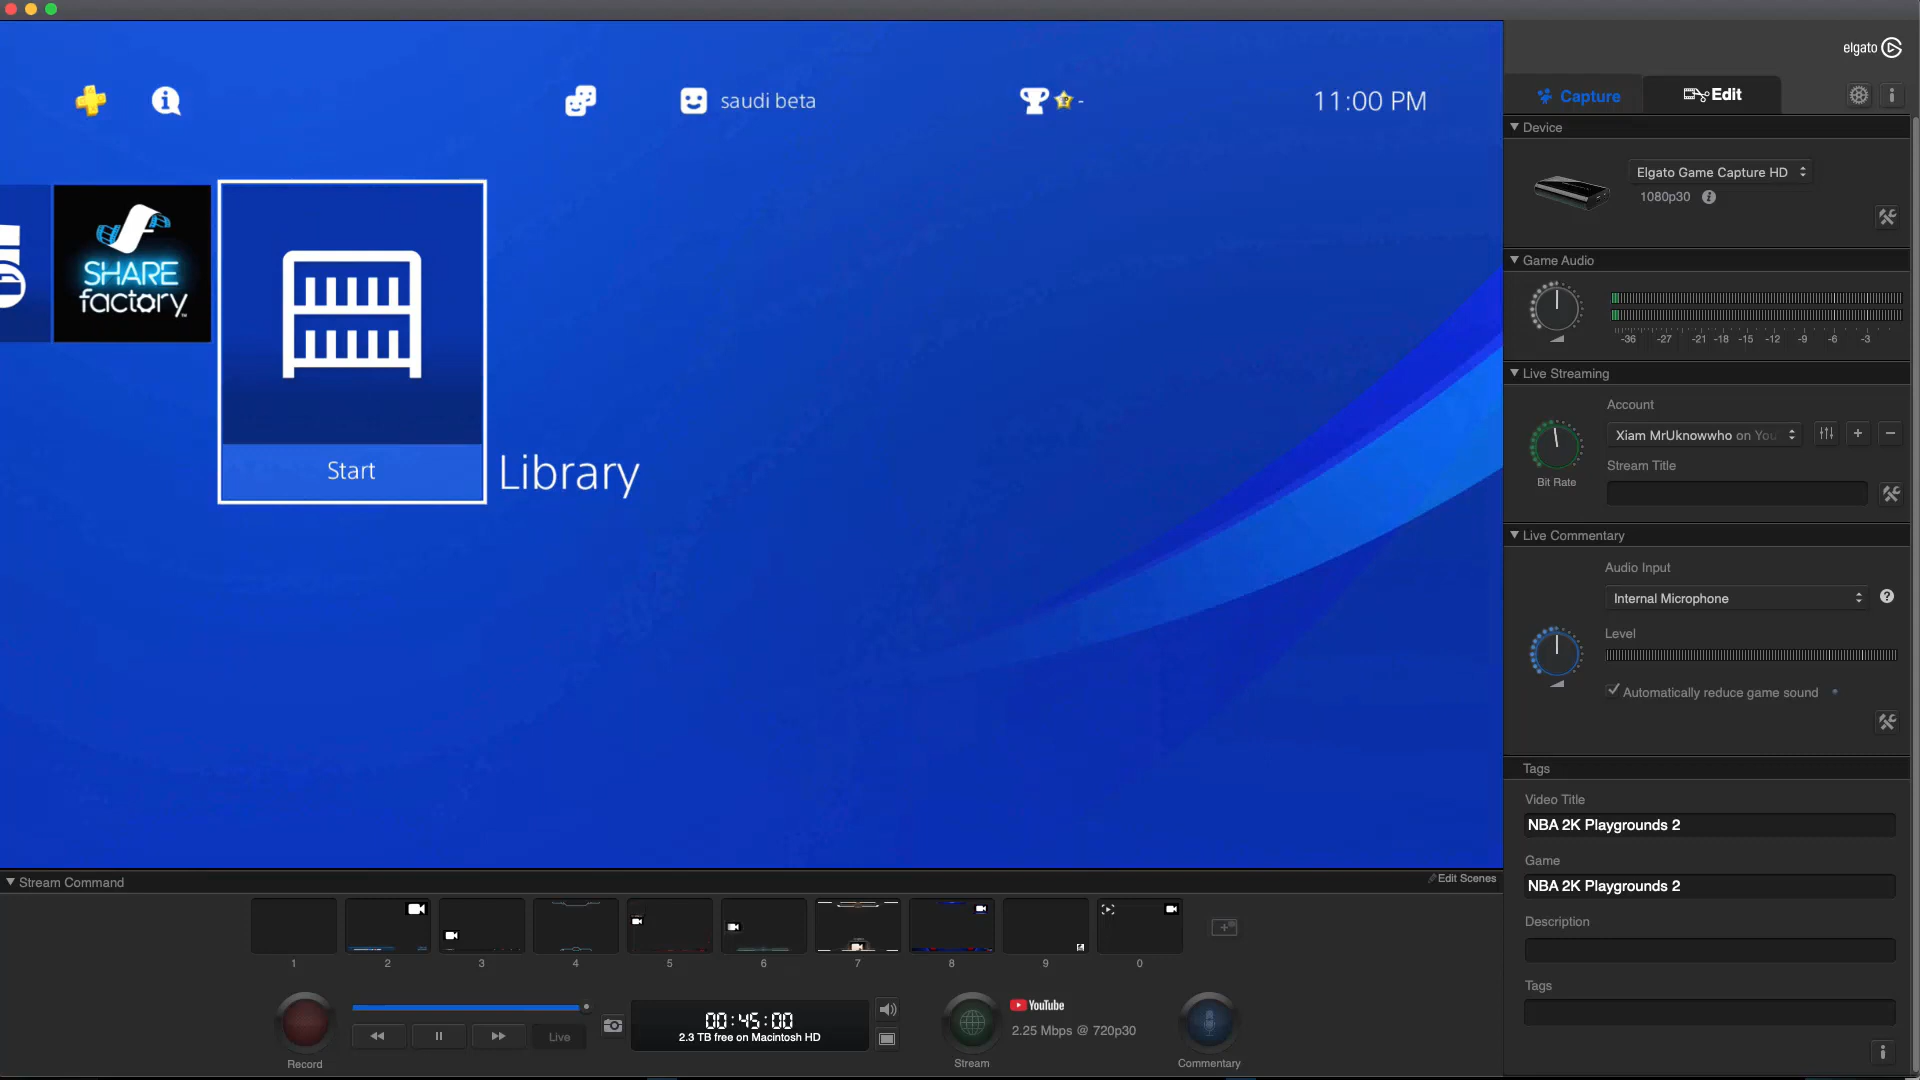 elgato
saudi beta
-
11:00 PM
Capture
Edit
Device
Elgato Game Capture HD
1080p30
SHARE
factory™
Start
Library
Game Audio
-36 -27 -21 -18 -15 -12 -9 -6 -3
Live Streaming
Account
Xiam MrUknowwho on You
Bit Rate
Stream Title
Live Commentary
Audio Input
Internal Microphone
Level
Automatically reduce game sound
Tags
Video Title
NBA 2K Playgrounds 2
Game
NBA 2K Playgrounds 2
Description
Tags
Stream Command
Edit Scenes
1 2 3 4 5 6 7 8 9 0
Record
Live
00:45:00
2.3 TB free on Macintosh HD
Stream
YouTube
2.25 Mbps @ 720p30
Commentary